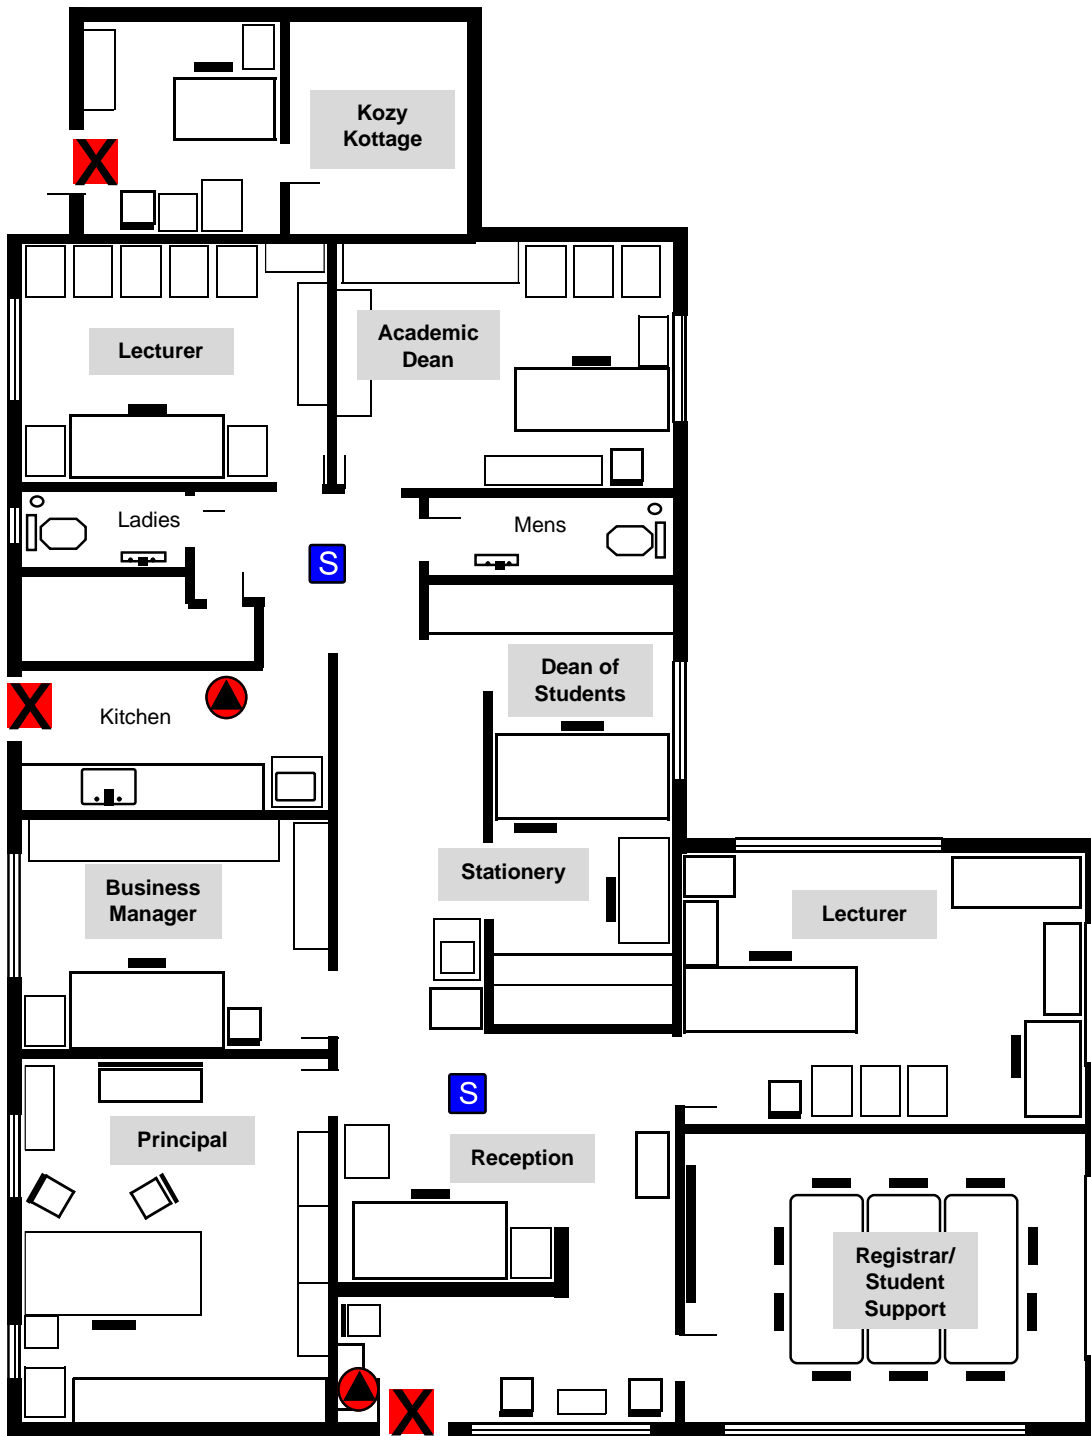 Kozy
Kottage
X
Lecturer
Academic
Dean
Ladies
Mens
S
Dean of
Students
X
Kitchen
Stationery
Business
Manager
Lecturer
S
Principal
Reception
Registrar/
Student
Support
X